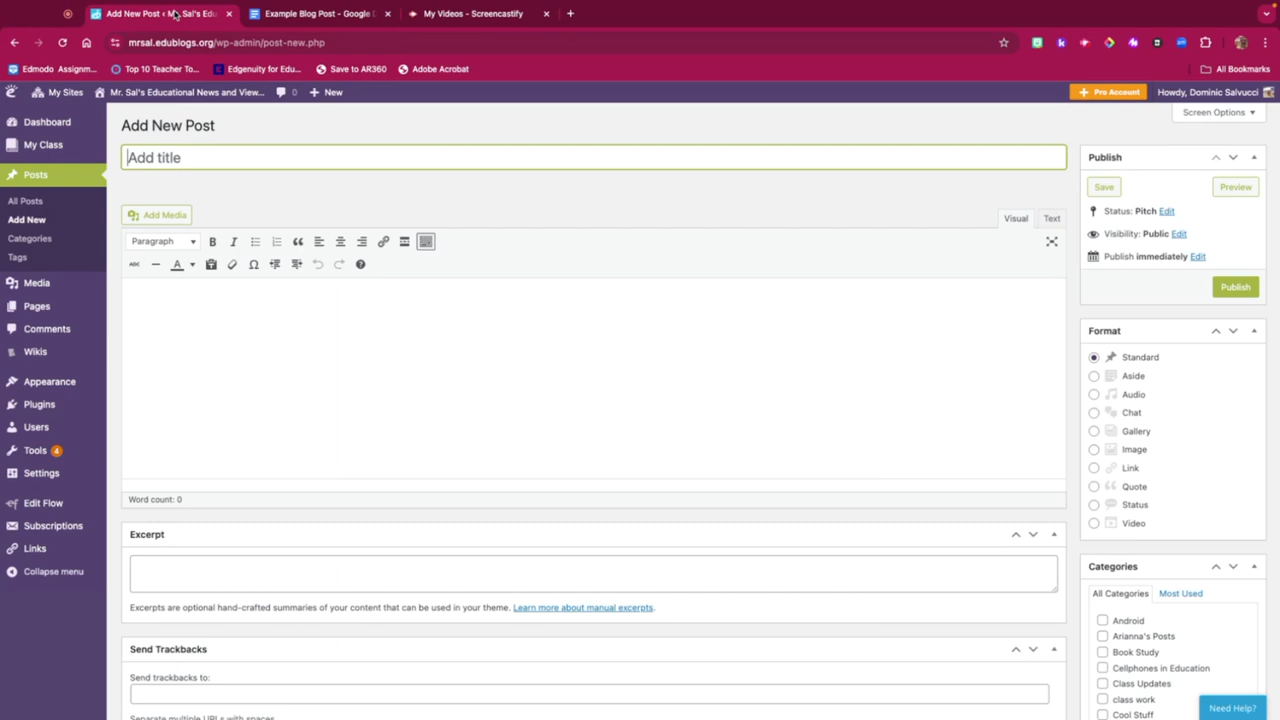 Add New Post ‹ Mr. Sal's Edu
Example Blog Post - Google D
My Videos - Screencastify
mrsal.edublogs.org/wp-admin/post-new.php
Edmodo Assignm...
Top 10 Teacher To...
Edgenuity for Edu...
Save to AR360
Adobe Acrobat
All Bookmarks
My Sites
Mr. Sal's Educational News and View...
0
New
Pro Account
Howdy, Dominic Salvucci
Dashboard
My Class
Posts
All Posts
Add New
Categories
Tags
Media
Pages
Comments
Wikis
Appearance
Plugins
Users
Tools 4
Settings
Edit Flow
Subscriptions
Links
Collapse menu
Screen Options
Add New Post
Add title
Add Media
Visual
Text
Paragraph
B
I
ABC
A
Word count: 0
Excerpt
Excerpts are optional hand-crafted summaries of your content that can be used in your theme. Learn more about manual excerpts.
Send Trackbacks
Send trackbacks to:
Separate multiple URLs with spaces
Publish
Save
Preview
Status: Pitch Edit
Visibility: Public Edit
Publish immediately Edit
Publish
Format
Standard
Aside
Audio
Chat
Gallery
Image
Link
Quote
Status
Video
Categories
All Categories
Most Used
Android
Arianna's Posts
Book Study
Cellphones in Education
Class Updates
class work
Cool Stuff
Need Help?